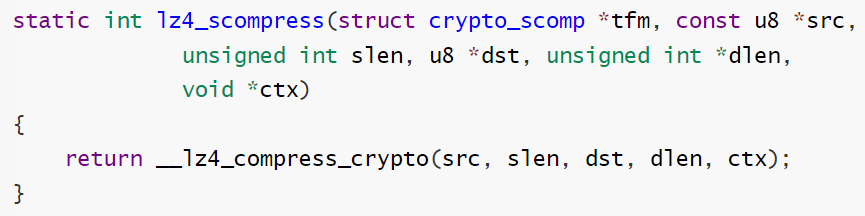 static int lz4_scompress(struct crypto_scomp *tfm, const u8 *src,
             unsigned int slen, u8 *dst, unsigned int *dlen,
             void *ctx)
{
    return __lz4_compress_crypto(src, slen, dst, dlen, ctx);
}